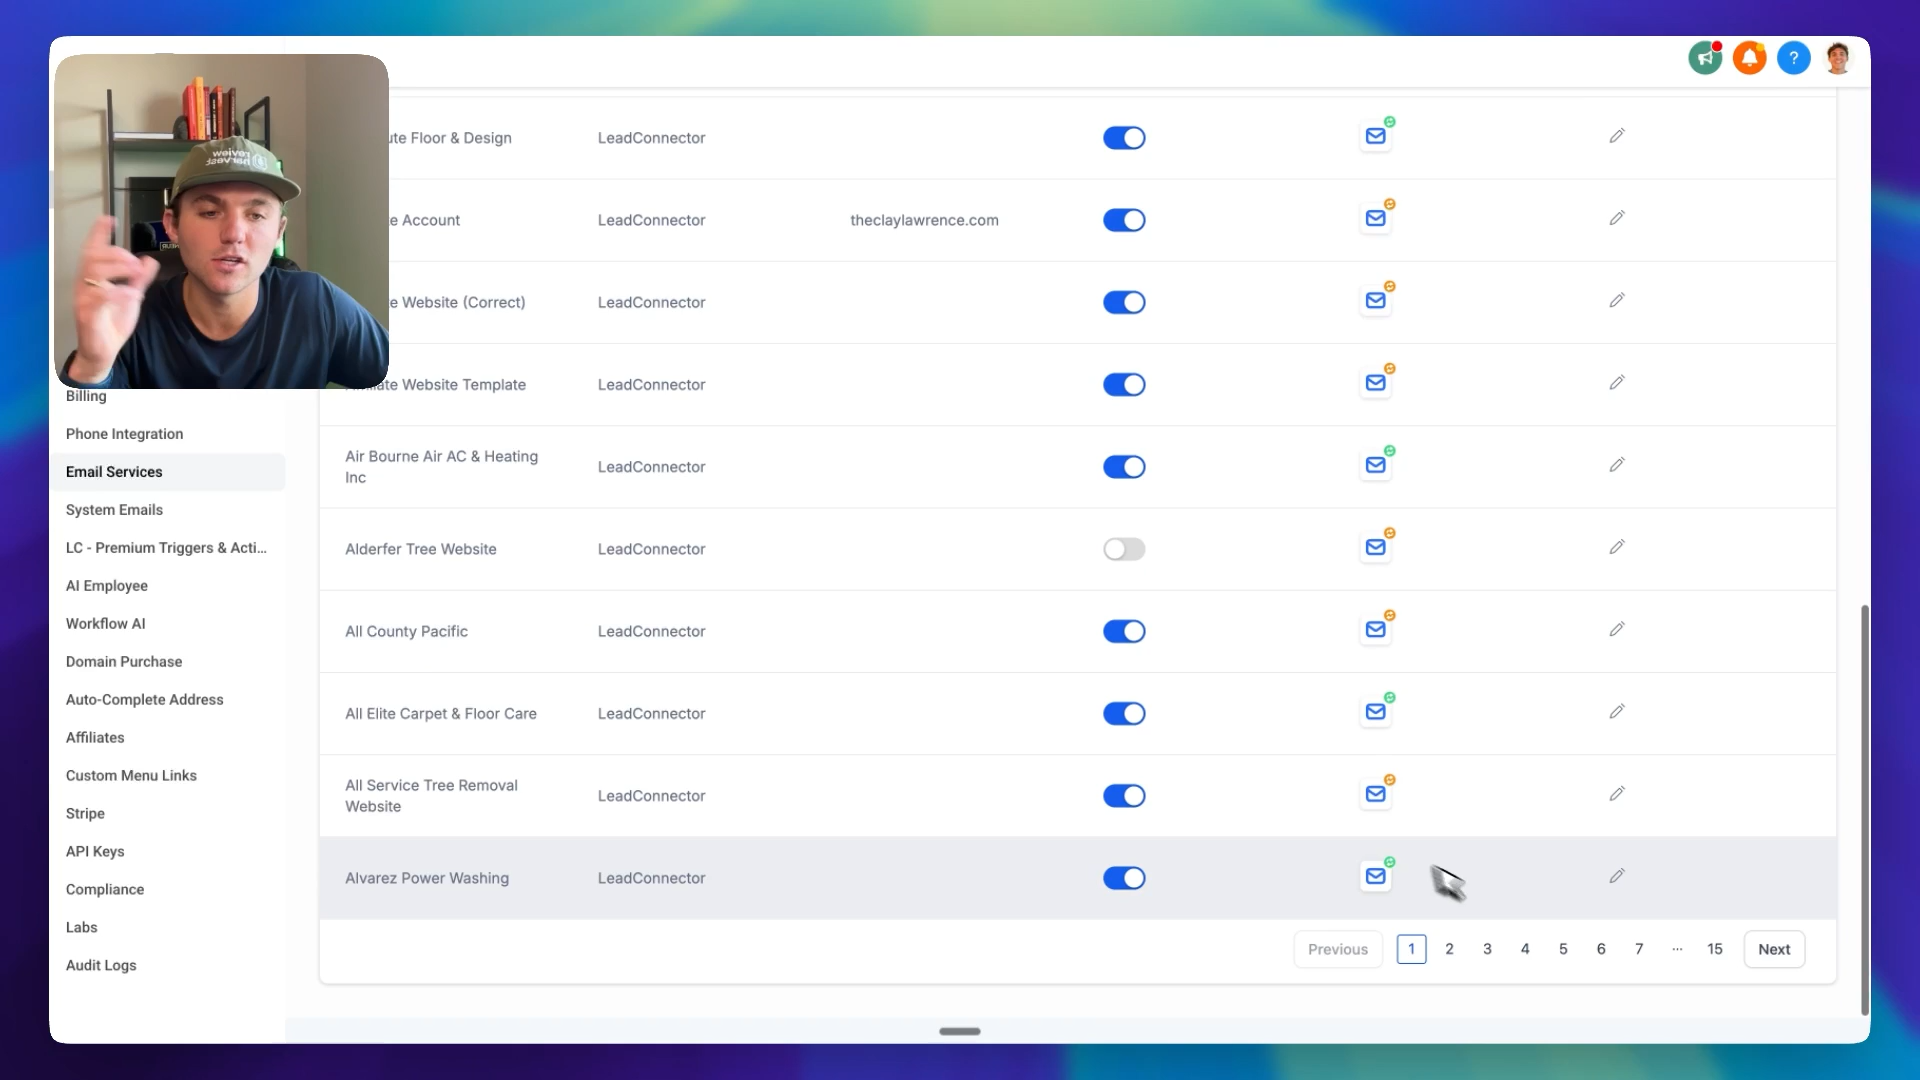 ?
ute Floor & Design LeadConnector
e Account LeadConnector theclaylawrence.com
e Website (Correct) LeadConnector
iate Website Template LeadConnector
Air Bourne Air AC & Heating
Inc
LeadConnector
Alderfer Tree Website LeadConnector
All County Pacific LeadConnector
All Elite Carpet & Floor Care LeadConnector
All Service Tree Removal
Website
LeadConnector
Alvarez Power Washing LeadConnector
Previous 1 2 3 4 5 6 7 ... 15 Next
Billing
Phone Integration
Email Services
System Emails
LC - Premium Triggers & Acti...
AI Employee
Workflow AI
Domain Purchase
Auto-Complete Address
Affiliates
Custom Menu Links
Stripe
API Keys
Compliance
Labs
Audit Logs
review
harvest